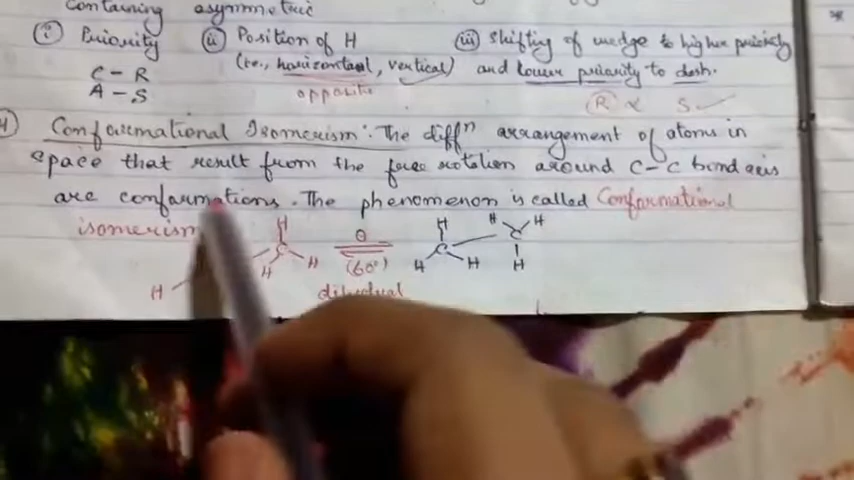 containing asymmetric
(i) Priority (ii) Position of H (iii) Shifting of wedge to higher priority
(i.e., horizontal, vertical) and lower priority to dash.
C - R opposite
A - S
R S
4) Conformational Isomerism : The diffⁿ arrangement of atoms in
space that result from the free rotation around C-C bond axis
are conformations. The phenomenon is called Conformational
isomerism
H H H H
C θ C C
H H (60°) H H H
H dihedral